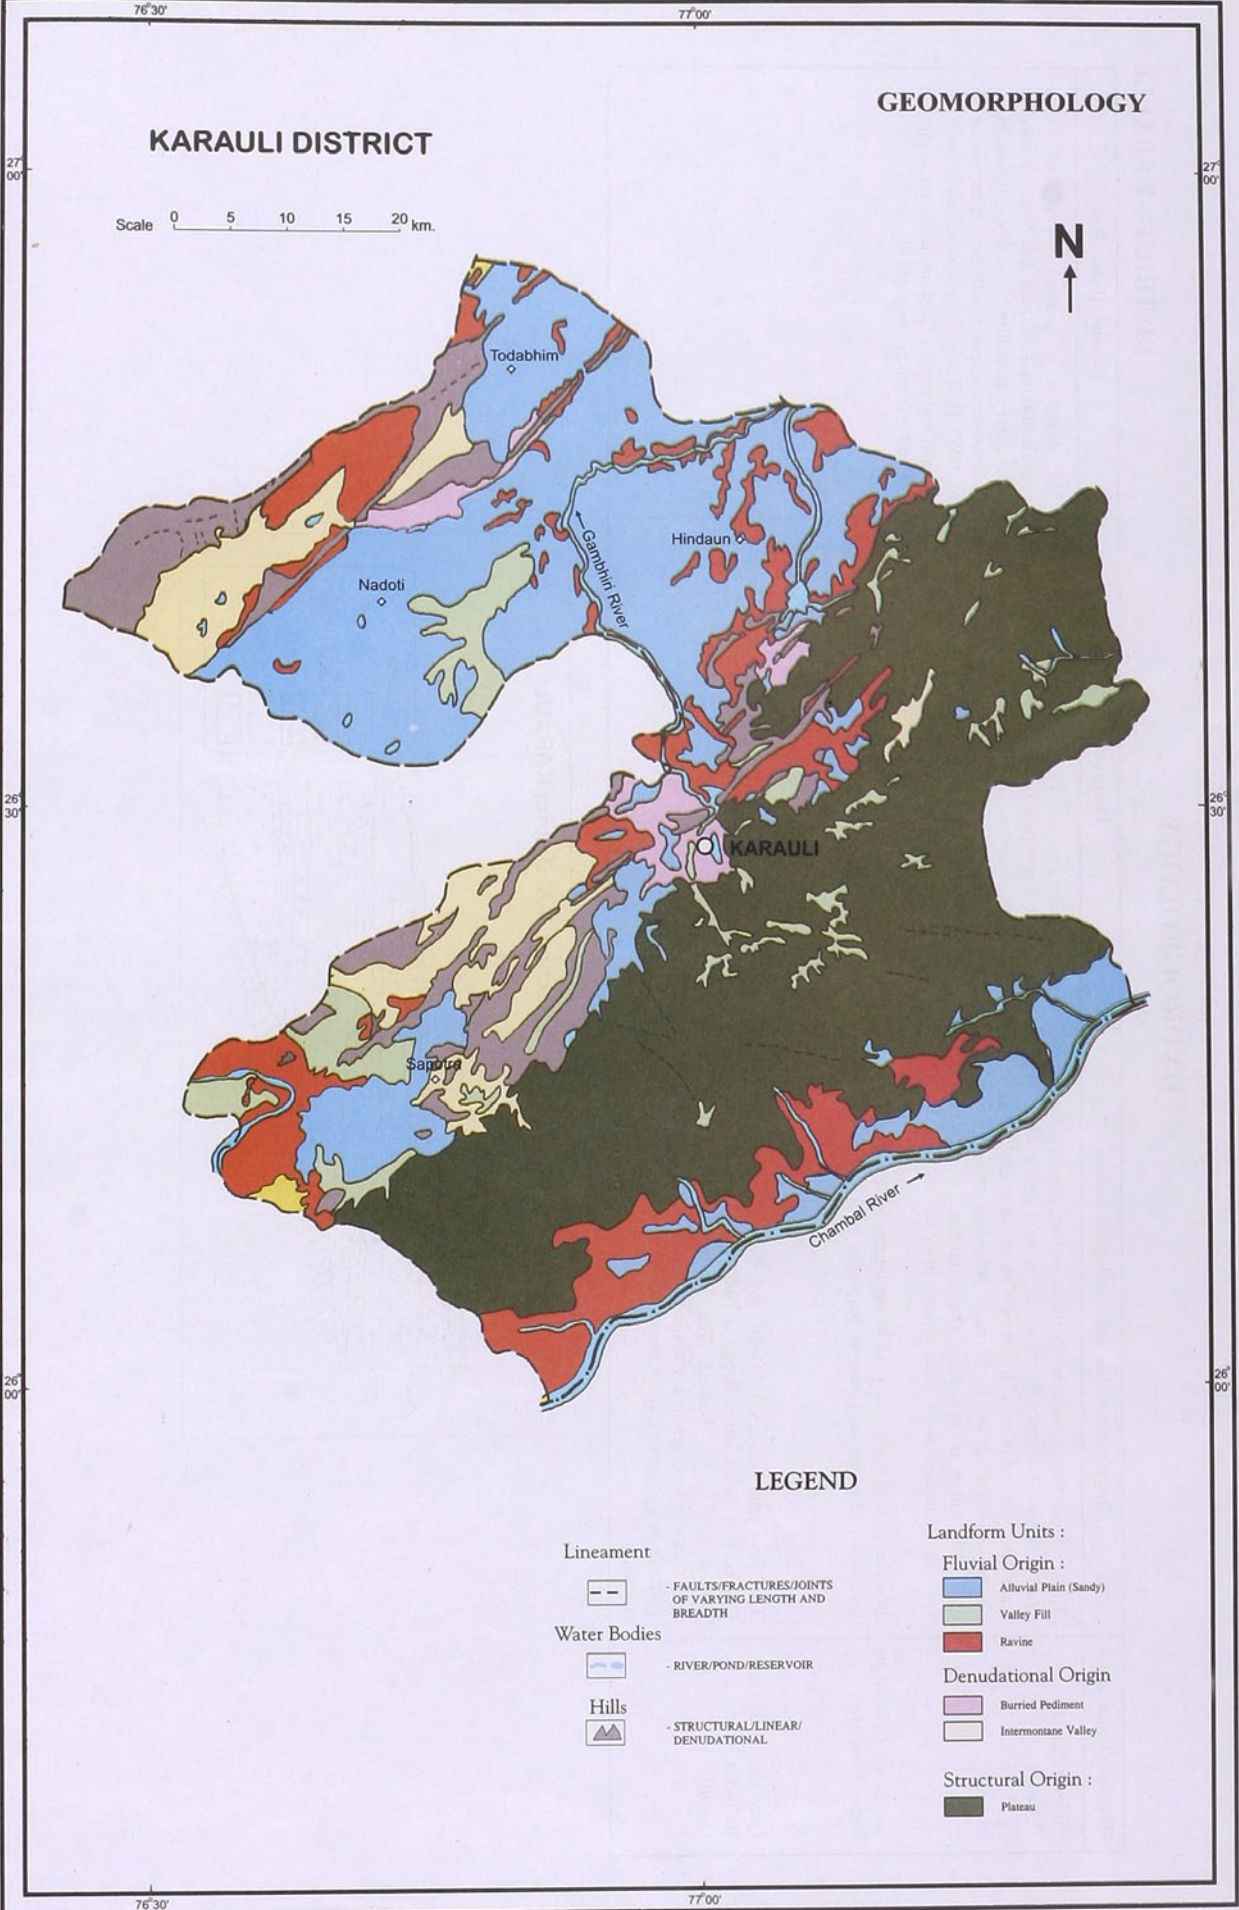 76°30'
77°00'
GEOMORPHOLOGY
KARAULI DISTRICT
27°
00'
27°
00'
Scale 0 5 10 15 20 km.
N
Todabhim
Hindaun
Gambhiri River
Nadoti
26°
30'
26°
30'
KARAULI
Sapotra
Chambal River
26°
00'
26°
00'
LEGEND
Lineament
- FAULTS/FRACTURES/JOINTS
OF VARYING LENGTH AND
BREADTH
Water Bodies
- RIVER/POND/RESERVOIR
Hills
- STRUCTURAL/LINEAR/
DENUDATIONAL
Landform Units :
Fluvial Origin :
Alluvial Plain (Sandy)
Valley Fill
Ravine
Denudational Origin
Burried Pediment
Intermontane Valley
Structural Origin :
Plateau
76°30'
77°00'